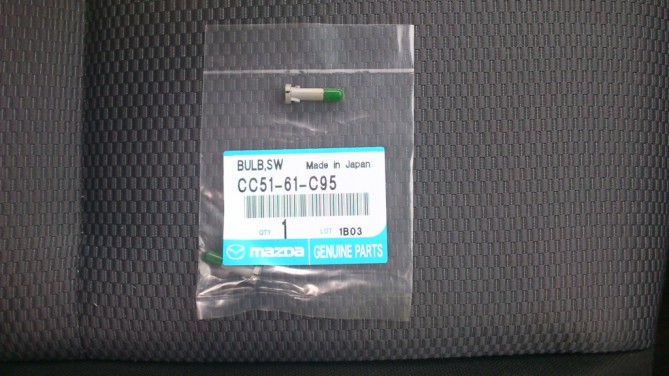 BULB,SW Made in Japan
CC51-61-C95
QTY 1 LOT 1B03
mazda GENUINE PARTS